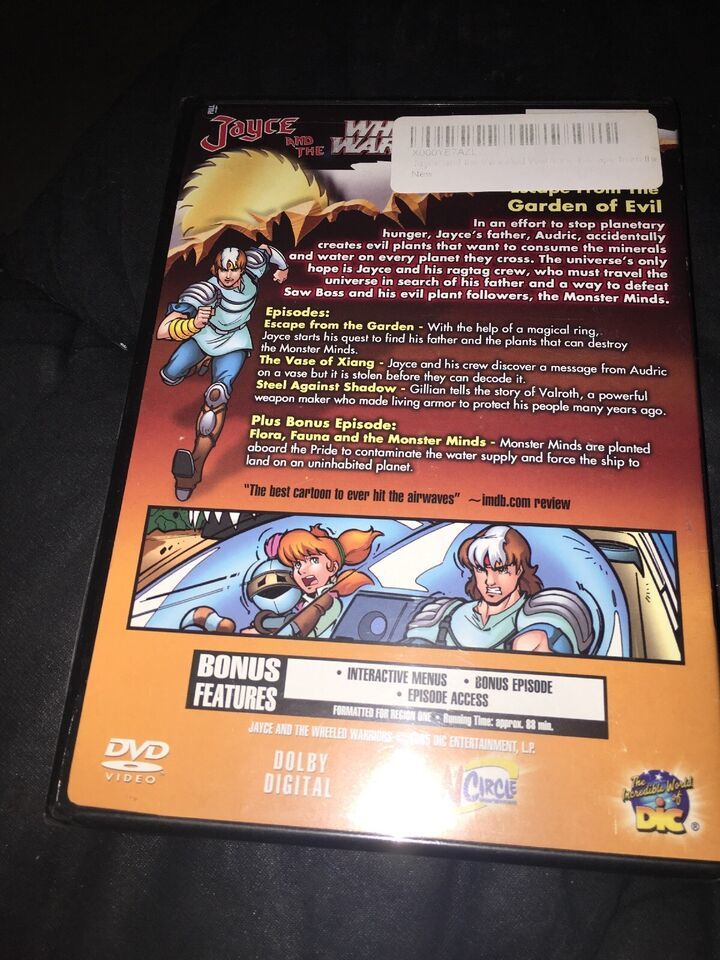 Jayce AND THE WH
WAR
X000YE7AZL
New
Escape From The
Garden of Evil
In an effort to stop planetary
hunger, Jayce's father, Audric, accidentally
creates evil plants that want to consume the minerals
and water on every planet they cross. The universe's only
hope is Jayce and his ragtag crew, who must travel the
universe in search of his father and a way to defeat
Saw Boss and his evil plant followers, the Monster Minds.
Episodes:
Escape from the Garden - With the help of a magical ring,
Jayce starts his quest to find his father and the plants that can destroy
the Monster Minds.
The Vase of Xiang - Jayce and his crew discover a message from Audric
on a vase but it is stolen before they can decode it.
Steel Against Shadow - Gillian tells the story of Valroth, a powerful
weapon maker who made living armor to protect his people many years ago.
Plus Bonus Episode:
Flora, Fauna and the Monster Minds - Monster Minds are planted
aboard the Pride to contaminate the water supply and force the ship to
land on an uninhabited planet.
"The best cartoon to ever hit the airwaves" ~imdb.com review
BONUS
FEATURES
• INTERACTIVE MENUS • BONUS EPISODE
• EPISODE ACCESS
FORMATTED FOR REGION ONE • Running Time: approx. 88 min.
JAYCE AND THE WHEELED WARRIORS DIC ENTERTAINMENT, L.P.
DVD
VIDEO
DOLBY
DIGITAL
CIRCLE
The
Incredible World
of
DiC ®